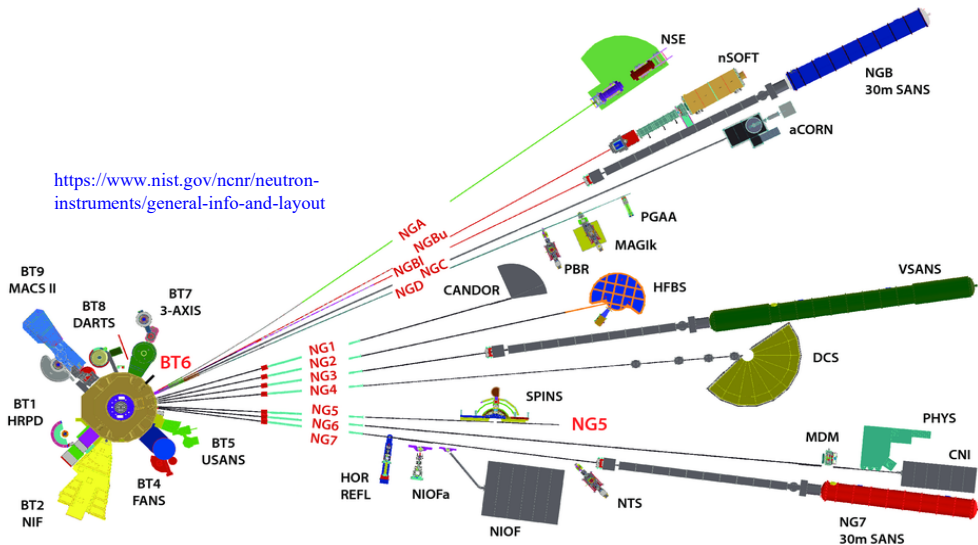 NSE
nSOFT
NGB
30m SANS
aCORN
https://www.nist.gov/ncnr/neutron-
instruments/general-info-and-layout
NGA
NGBu
NGBl
NGC
NGD
PGAA
MAGIk
PBR
CANDOR
HFBS
VSANS
BT9
MACS II
BT8
DARTS
BT7
3-AXIS
BT6
NG1
NG2
NG3
NG4
DCS
BT1
HRPD
NG5
NG6
NG7
SPINS
NG5
BT5
USANS
BT4
FANS
BT2
NIF
HOR
REFL
NIOFa
NIOF
NTS
MDM
PHYS
CNI
NG7
30m SANS